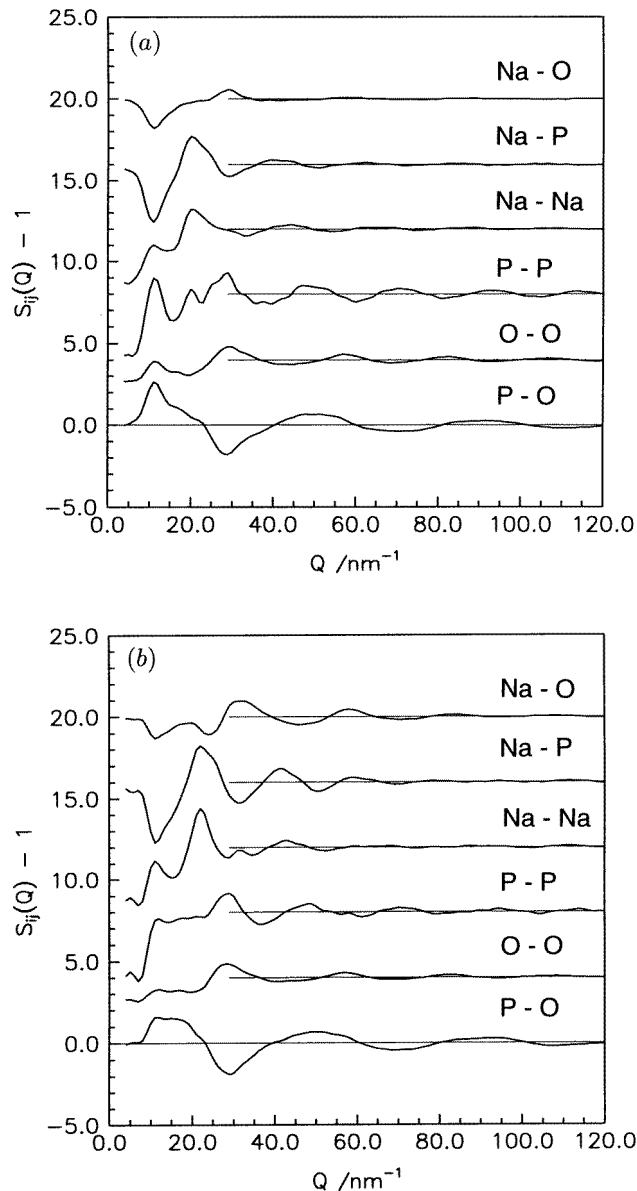 25.0
(a)
Na - O
20.0
Na - P
15.0
Na - Na
10.0
P - P
5.0
O - O
P - O
0.0
−5.0
S_ij(Q) − 1
0.0 20.0 40.0 60.0 80.0 100.0 120.0
Q /nm⁻¹
25.0
(b)
Na - O
20.0
Na - P
15.0
Na - Na
10.0
P - P
5.0
O - O
P - O
0.0
−5.0
S_ij(Q) − 1
0.0 20.0 40.0 60.0 80.0 100.0 120.0
Q /nm⁻¹